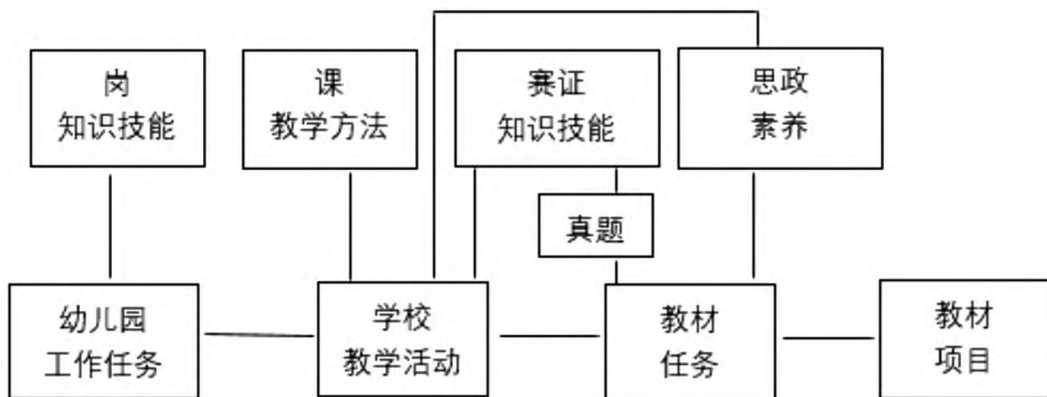 岗
知识技能
课
教学方法
赛证
知识技能
思政
素养
真题
幼儿园
工作任务
学校
教学活动
教材
任务
教材
项目